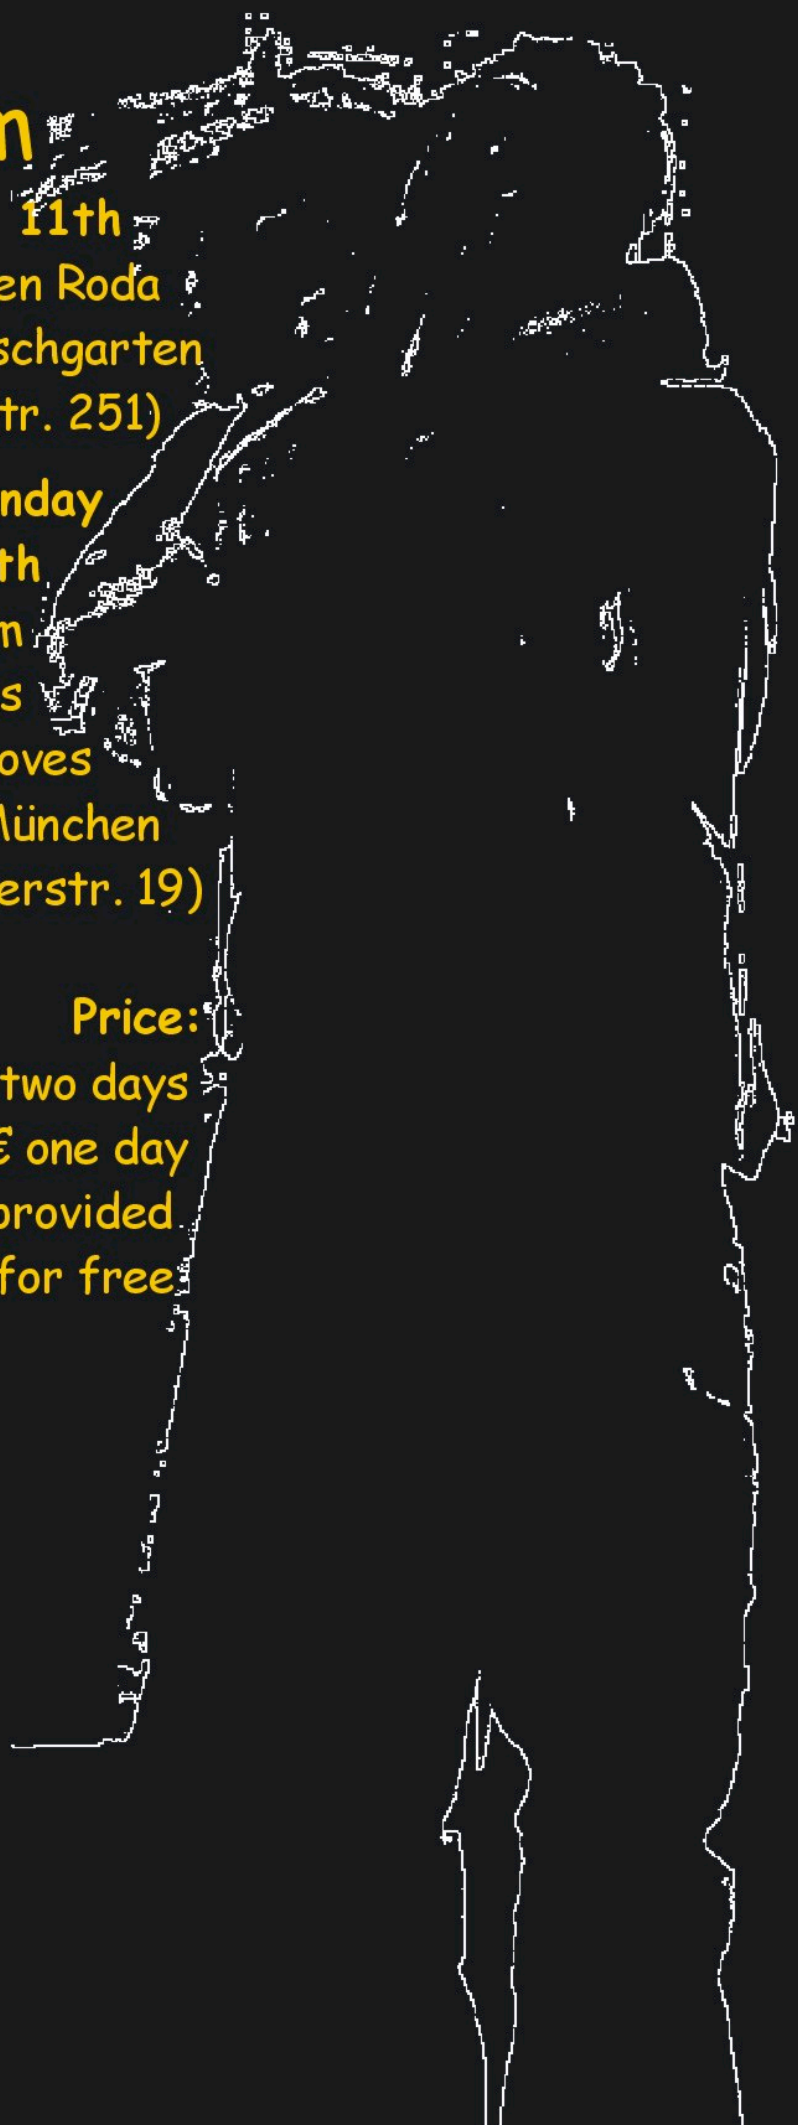 n
11th
en Roda
schgarten
tr. 251)
nday
th
m
s
oves
München
erstr. 19)
Price:
two days
€ one day
provided
for free